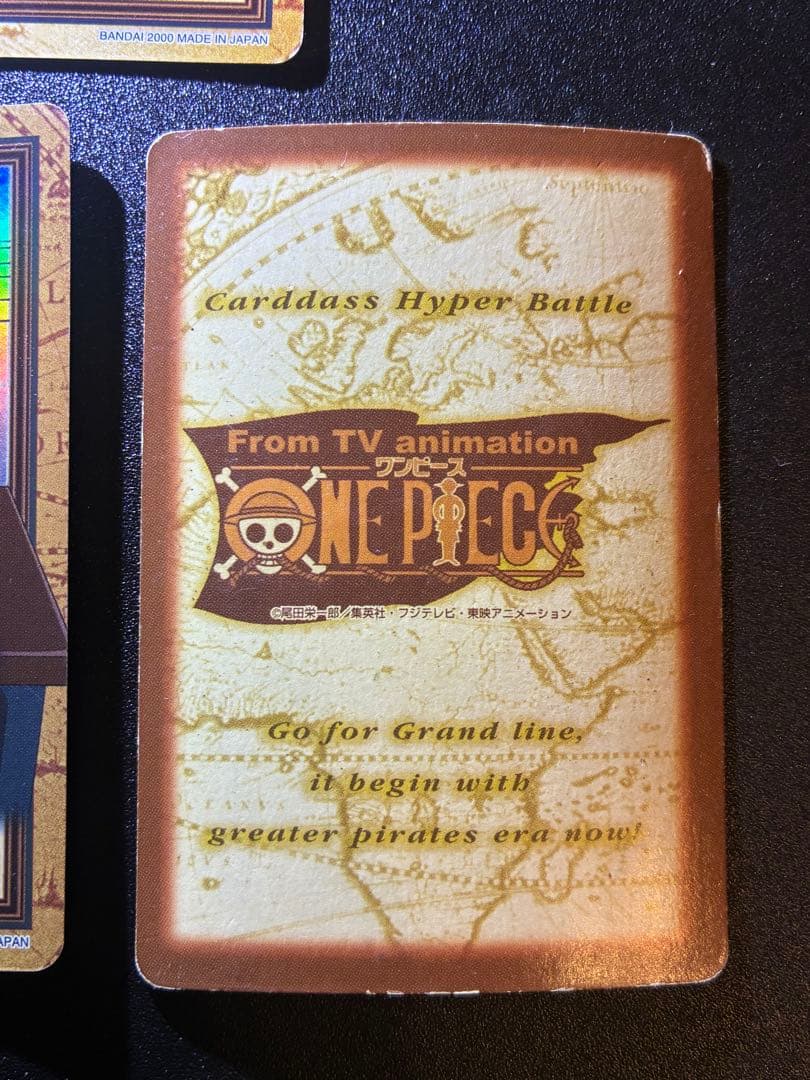 BANDAI 2000 MADE IN JAPAN
Carddass Hyper Battle
From TV animation
ワンピース
ONE PIECE
©尾田栄一郎／集英社・フジテレビ・東映アニメーション
Go for Grand line,
it begin with
greater pirates era now!
APAN